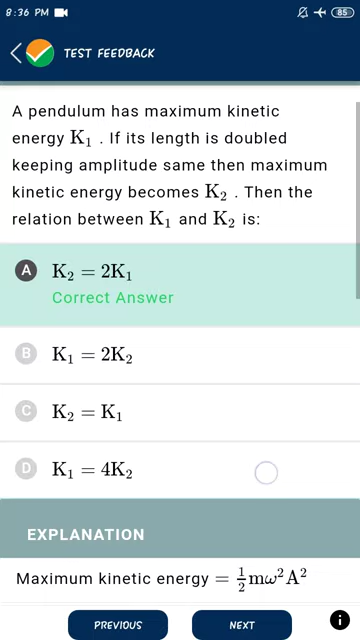 8:36 PM
85
TEST FEEDBACK
A pendulum has maximum kinetic
energy K₁ . If its length is doubled
keeping amplitude same then maximum
kinetic energy becomes K₂ . Then the
relation between K₁ and K₂ is:
A K₂ = 2K₁
Correct Answer
B K₁ = 2K₂
C K₂ = K₁
D K₁ = 4K₂
EXPLANATION
Maximum kinetic energy = ½mω²A²
PREVIOUS NEXT